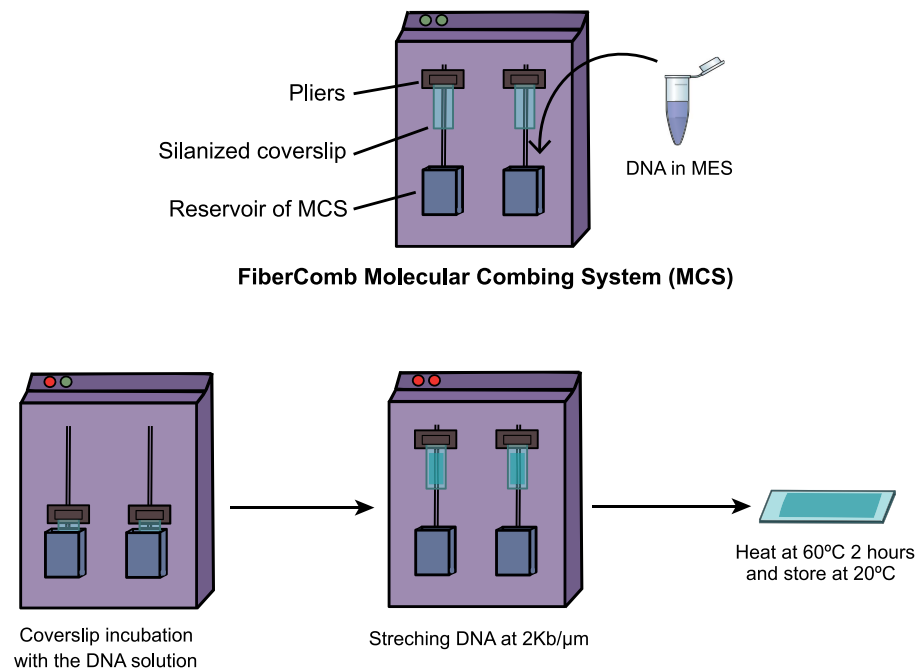 Pliers
Silanized coverslip
DNA in MES
Reservoir of MCS
FiberComb Molecular Combing System (MCS)
Coverslip incubation
with the DNA solution
Streching DNA at 2Kb/µm
Heat at 60ºC 2 hours
and store at 20ºC